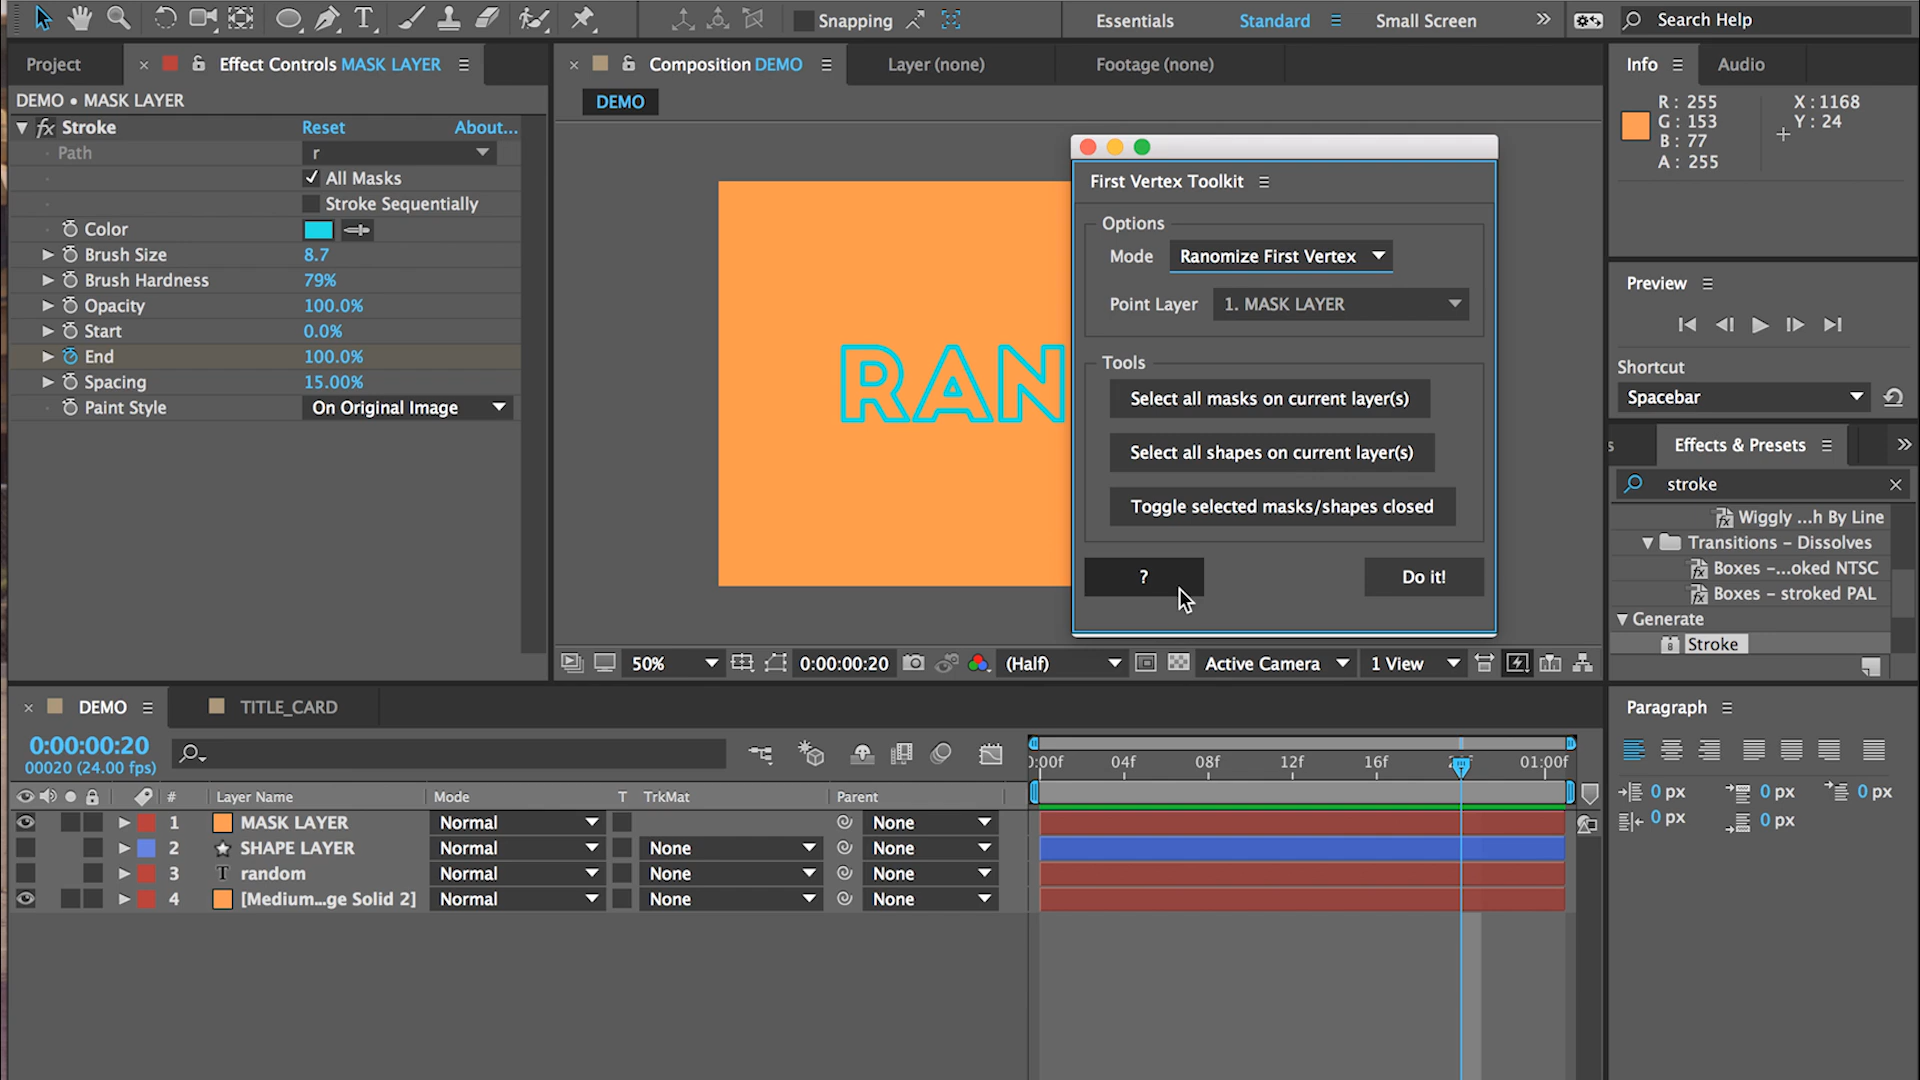 Snapping
Essentials
Standard
Small Screen
Search Help
Project
Effect Controls MASK LAYER
Composition DEMO
Layer (none)
Footage (none)
Info
Audio
DEMO • MASK LAYER
DEMO
R : 255
G : 153
B : 77
A : 255
X : 1168
Y : 24
fx Stroke
Reset
About...
Path
r
All Masks
Stroke Sequentially
Color
Brush Size
8.7
Brush Hardness
79%
Opacity
100.0%
Start
0.0%
End
100.0%
Spacing
15.00%
Paint Style
On Original Image
RAN
First Vertex Toolkit
Options
Mode
Ranomize First Vertex
Point Layer
1. MASK LAYER
Tools
Select all masks on current layer(s)
Select all shapes on current layer(s)
Toggle selected masks/shapes closed
?
Do it!
Preview
Shortcut
Spacebar
Effects & Presets
stroke
Wiggly ...h By Line
Transitions – Dissolves
Boxes –...oked NTSC
Boxes – stroked PAL
Generate
Stroke
50%
0:00:00:20
(Half)
Active Camera
1 View
DEMO
TITLE_CARD
0:00:00:20
00020 (24.00 fps)
:00f
04f
08f
12f
16f
01:00f
#
Layer Name
Mode
T
TrkMat
Parent
1
MASK LAYER
Normal
None
2
SHAPE LAYER
Normal
None
None
3
T
random
Normal
None
None
4
[Medium...ge Solid 2]
Normal
None
None
Paragraph
0 px
0 px
0 px
0 px
0 px